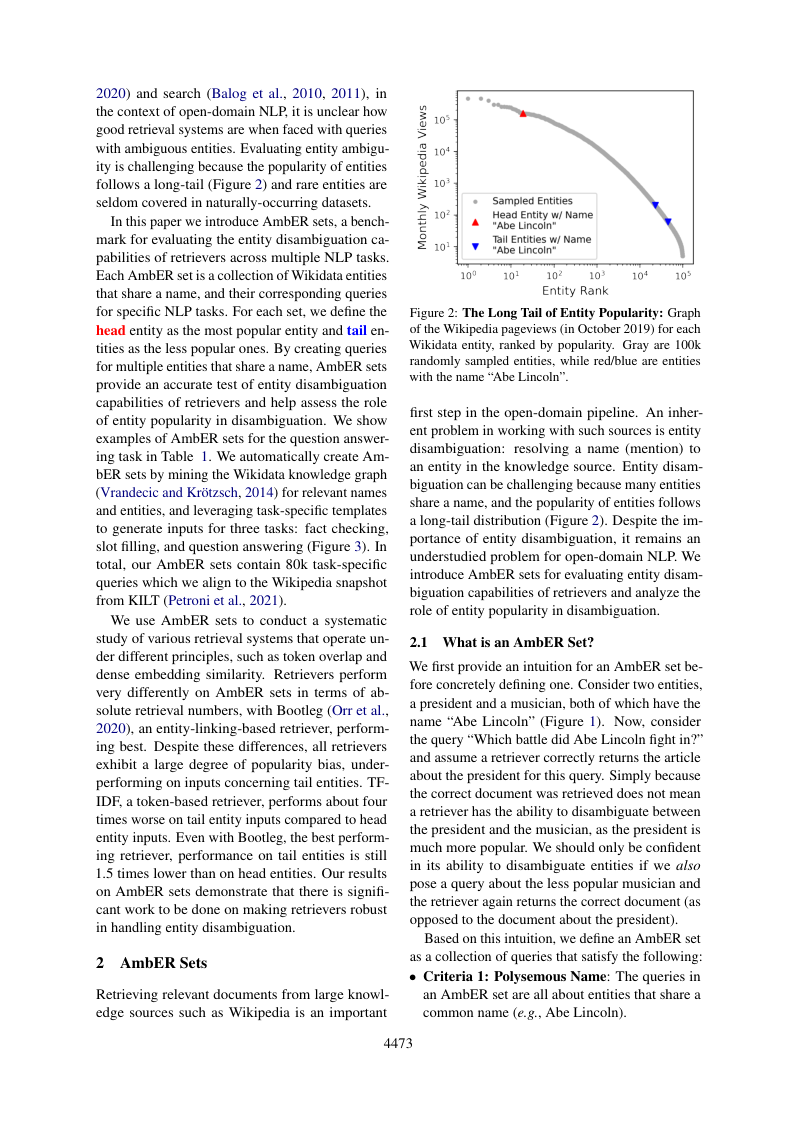 2020) and search (Balog et al., 2010, 2011), in
the context of open-domain NLP, it is unclear how
good retrieval systems are when faced with queries
with ambiguous entities. Evaluating entity ambigu-
ity is challenging because the popularity of entities
follows a long-tail (Figure 2) and rare entities are
seldom covered in naturally-occurring datasets.
In this paper we introduce AmbER sets, a bench-
mark for evaluating the entity disambiguation ca-
pabilities of retrievers across multiple NLP tasks.
Each AmbER set is a collection of Wikidata entities
that share a name, and their corresponding queries
for specific NLP tasks. For each set, we define the
head entity as the most popular entity and tail en-
tities as the less popular ones. By creating queries
for multiple entities that share a name, AmbER sets
provide an accurate test of entity disambiguation
capabilities of retrievers and help assess the role
of entity popularity in disambiguation. We show
examples of AmbER sets for the question answer-
ing task in Table 1. We automatically create Am-
bER sets by mining the Wikidata knowledge graph
(Vrandecic and Krötzsch, 2014) for relevant names
and entities, and leveraging task-specific templates
to generate inputs for three tasks: fact checking,
slot filling, and question answering (Figure 3). In
total, our AmbER sets contain 80k task-specific
queries which we align to the Wikipedia snapshot
from KILT (Petroni et al., 2021).
We use AmbER sets to conduct a systematic
study of various retrieval systems that operate un-
der different principles, such as token overlap and
dense embedding similarity. Retrievers perform
very differently on AmbER sets in terms of ab-
solute retrieval numbers, with Bootleg (Orr et al.,
2020), an entity-linking-based retriever, perform-
ing best. Despite these differences, all retrievers
exhibit a large degree of popularity bias, under-
performing on inputs concerning tail entities. TF-
IDF, a token-based retriever, performs about four
times worse on tail entity inputs compared to head
entity inputs. Even with Bootleg, the best perform-
ing retriever, performance on tail entities is still
1.5 times lower than on head entities. Our results
on AmbER sets demonstrate that there is signifi-
cant work to be done on making retrievers robust
in handling entity disambiguation.
2 AmbER Sets
Retrieving relevant documents from large knowl-
edge sources such as Wikipedia is an important
Monthly Wikipedia Views
10^5
10^4
10^3
10^2
10^1
Sampled Entities
Head Entity w/ Name
"Abe Lincoln"
Tail Entities w/ Name
"Abe Lincoln"
10^0 10^1 10^2 10^3 10^4 10^5
Entity Rank
Figure 2: The Long Tail of Entity Popularity: Graph
of the Wikipedia pageviews (in October 2019) for each
Wikidata entity, ranked by popularity. Gray are 100k
randomly sampled entities, while red/blue are entities
with the name “Abe Lincoln”.
first step in the open-domain pipeline. An inher-
ent problem in working with such sources is entity
disambiguation: resolving a name (mention) to
an entity in the knowledge source. Entity disam-
biguation can be challenging because many entities
share a name, and the popularity of entities follows
a long-tail distribution (Figure 2). Despite the im-
portance of entity disambiguation, it remains an
understudied problem for open-domain NLP. We
introduce AmbER sets for evaluating entity disam-
biguation capabilities of retrievers and analyze the
role of entity popularity in disambiguation.
2.1 What is an AmbER Set?
We first provide an intuition for an AmbER set be-
fore concretely defining one. Consider two entities,
a president and a musician, both of which have the
name “Abe Lincoln” (Figure 1). Now, consider
the query “Which battle did Abe Lincoln fight in?”
and assume a retriever correctly returns the article
about the president for this query. Simply because
the correct document was retrieved does not mean
a retriever has the ability to disambiguate between
the president and the musician, as the president is
much more popular. We should only be confident
in its ability to disambiguate entities if we also
pose a query about the less popular musician and
the retriever again returns the correct document (as
opposed to the document about the president).
Based on this intuition, we define an AmbER set
as a collection of queries that satisfy the following:
• Criteria 1: Polysemous Name: The queries in
an AmbER set are all about entities that share a
common name (e.g., Abe Lincoln).
4473